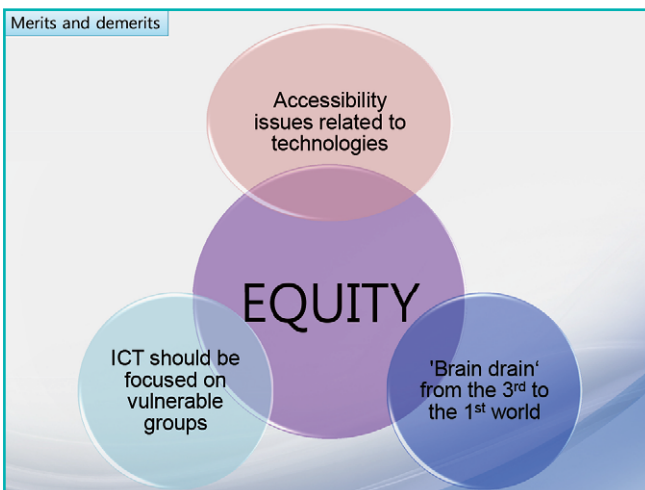 Merits and demerits
Accessibility
issues related to
technologies
EQUITY
ICT should be
focused on
vulnerable
groups
'Brain drain‘
from the 3rd to
the 1st world